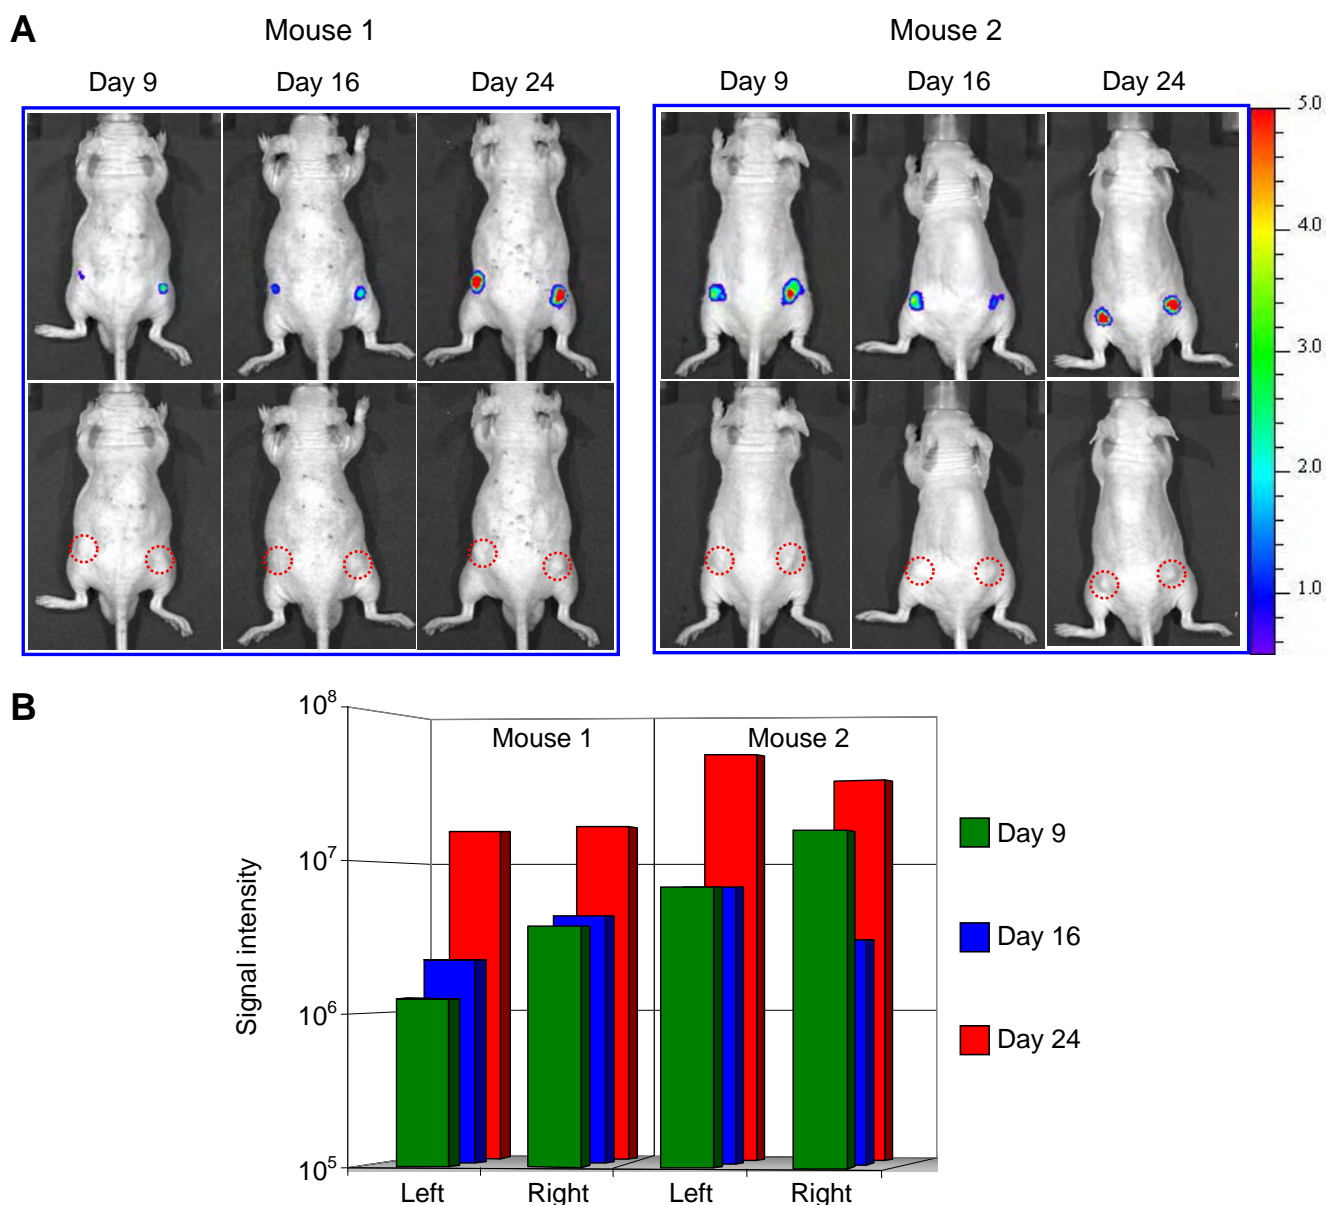 A
Mouse 1
Mouse 2
Day 9
Day 16
Day 24
Day 9
Day 16
Day 24
5.0
4.0
3.0
2.0
1.0
B
10^8
10^7
10^6
10^5
Signal intensity
Mouse 1
Mouse 2
Day 9
Day 16
Day 24
Left
Right
Left
Right